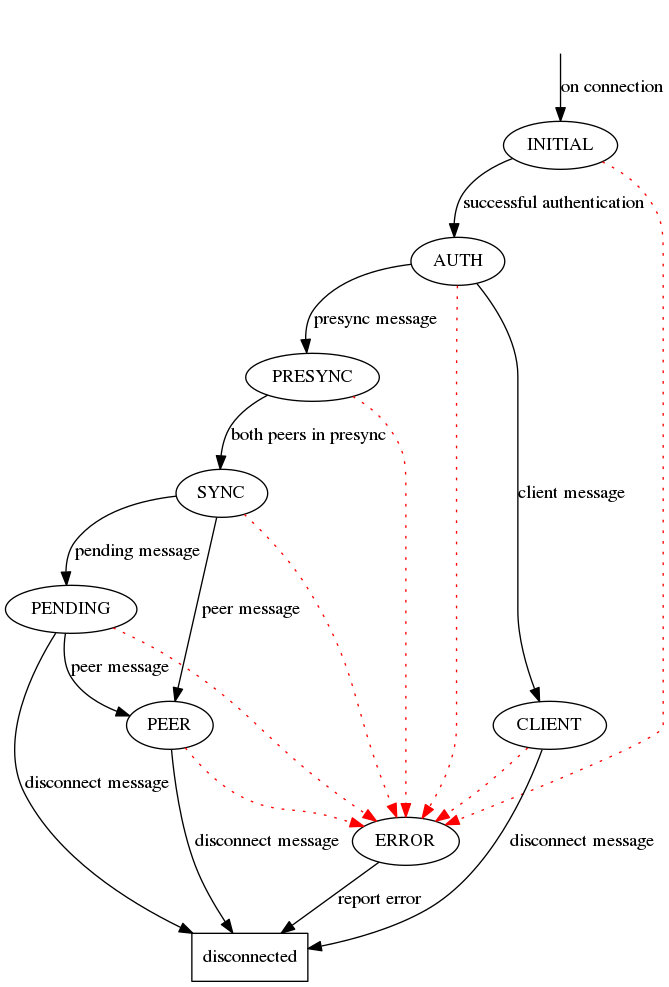 on connection
INITIAL
successful authentication
AUTH
presync message
PRESYNC
both peers in presync
SYNC
client message
pending message
PENDING
peer message
peer message
PEER
CLIENT
disconnect message
disconnect message
ERROR
disconnect message
report error
disconnected